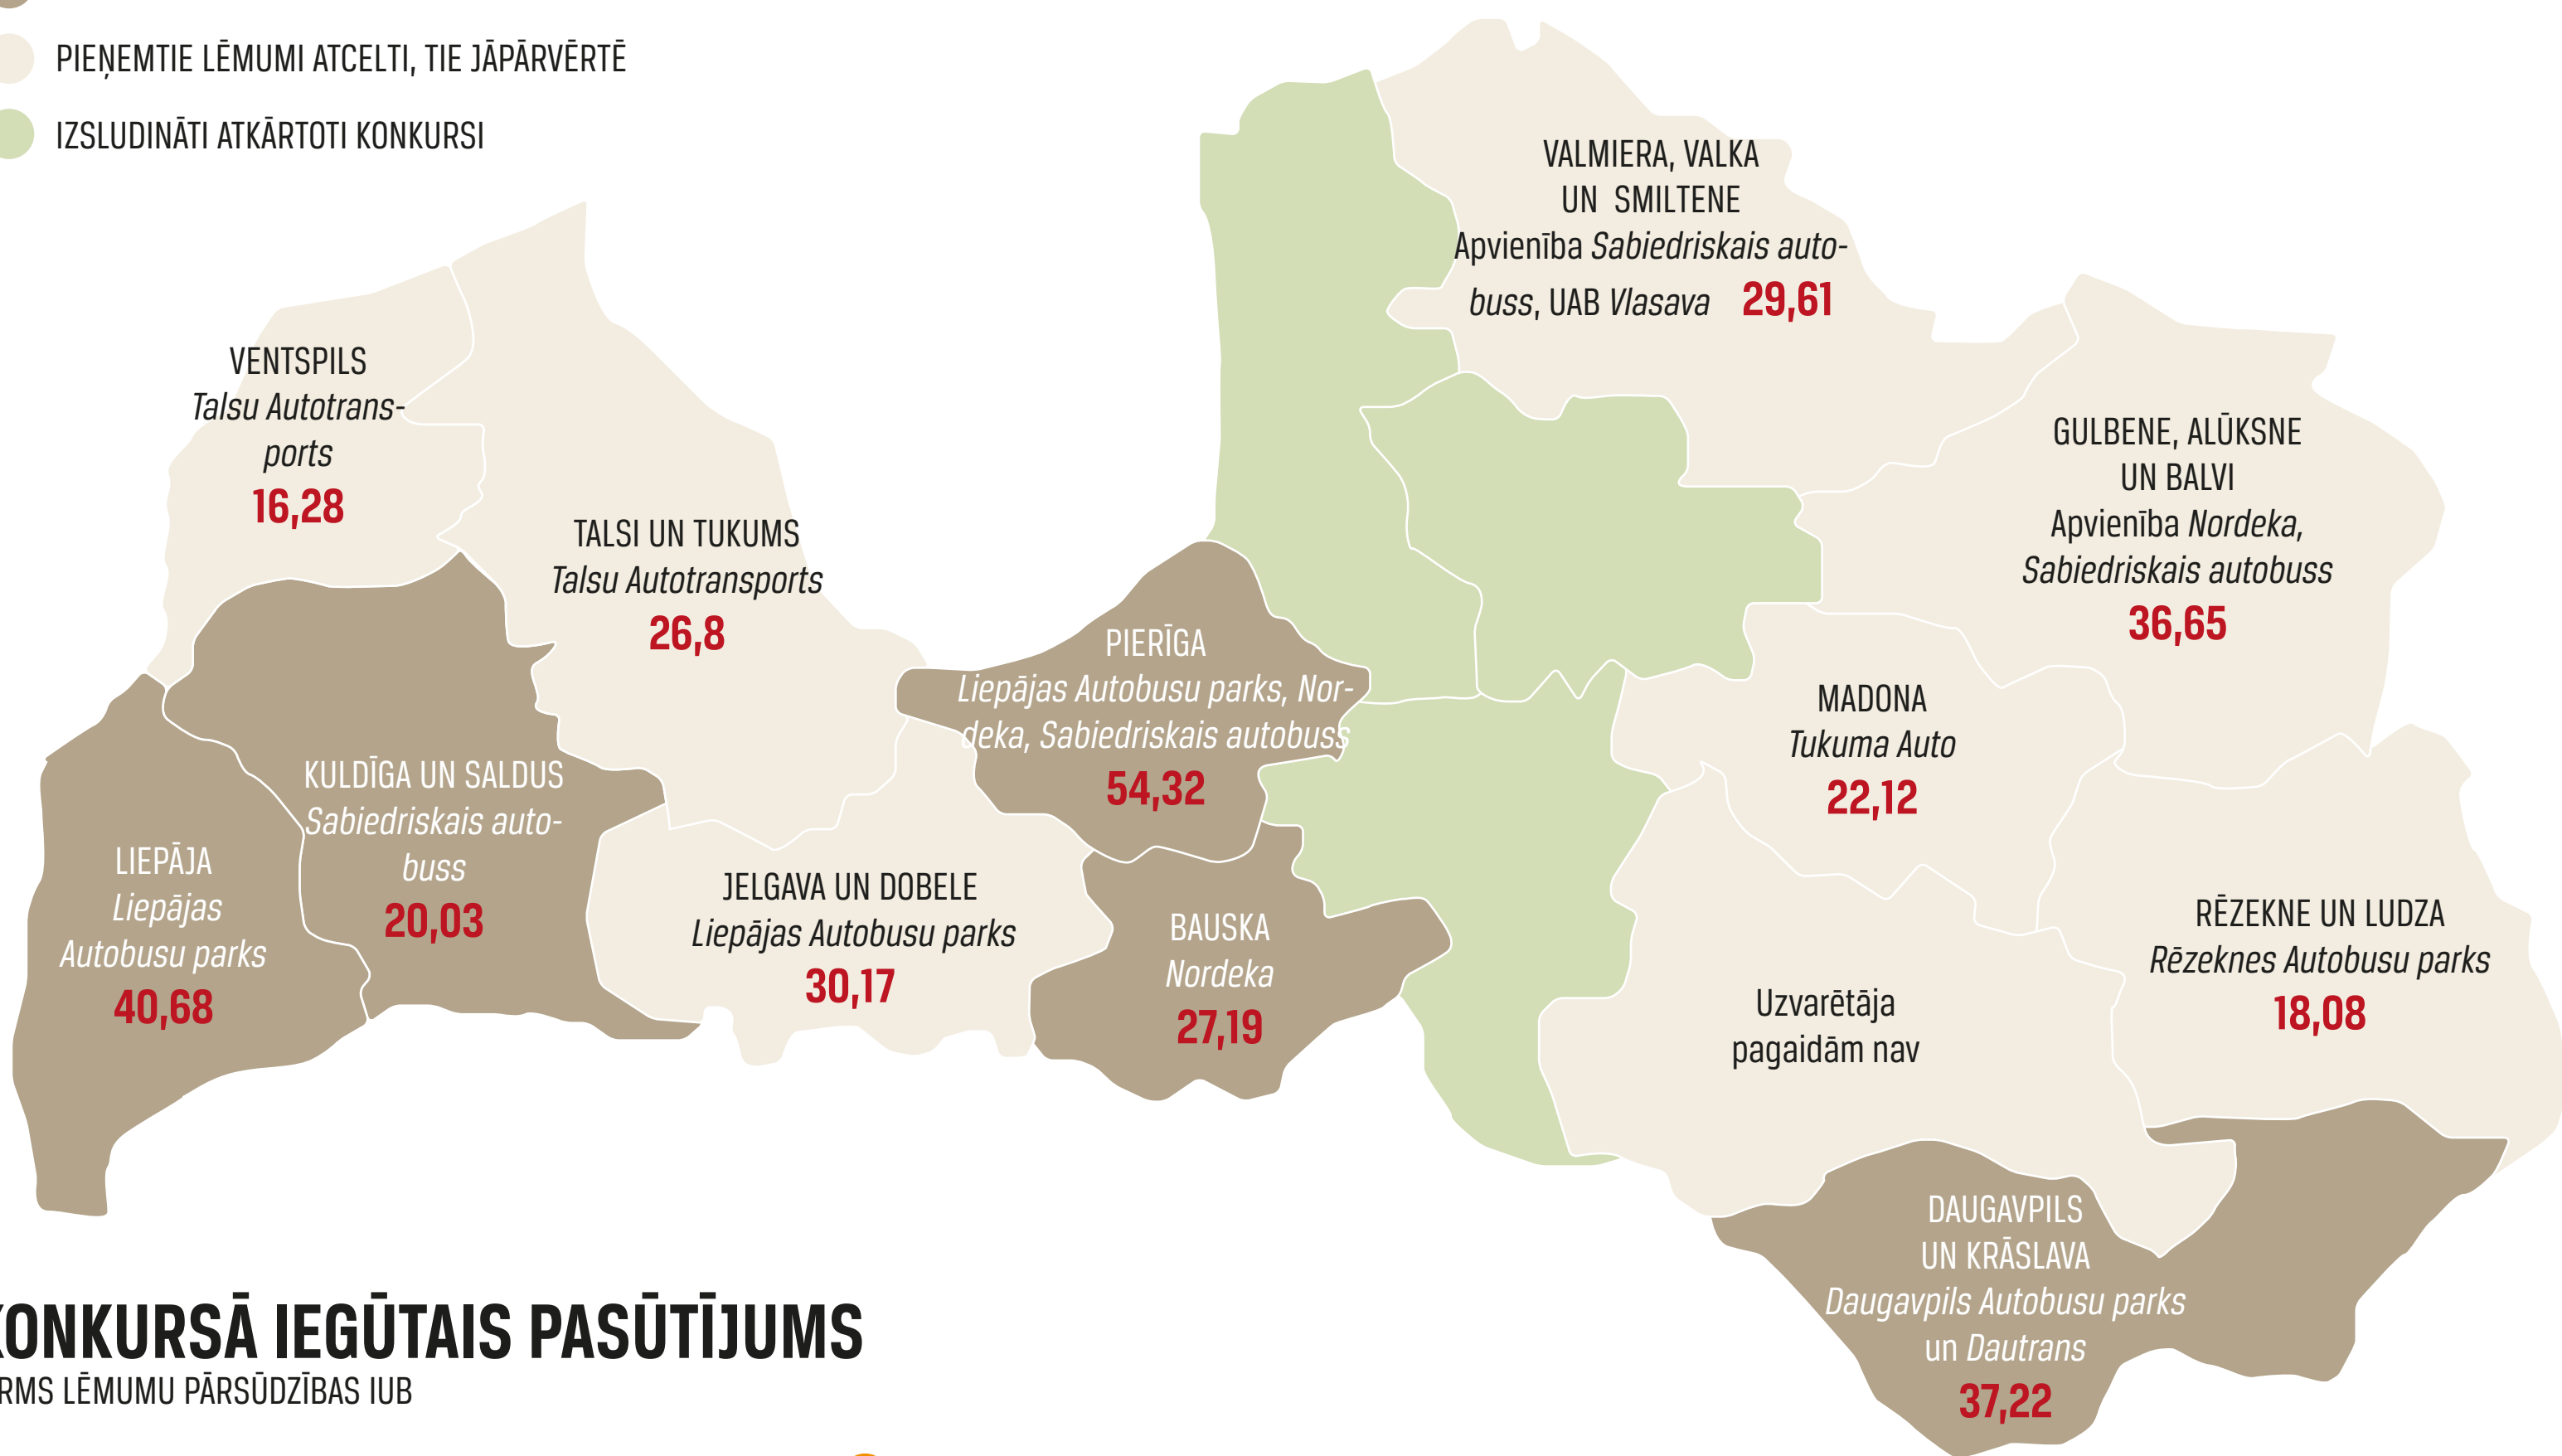 PIEŅEMTIE LĒMUMI ATCELTI, TIE JĀPĀRVĒRTĒ
IZSLUDINĀTI ATKĀRTOTI KONKURSI
VALMIERA, VALKA
UN SMILTENE
Apvienība Sabiedriskais auto-
buss, UAB Vlasava 29,61
VENTSPILS
Talsu Autotrans-
ports
16,28
GULBENE, ALŪKSNE
UN BALVI
Apvienība Nordeka,
Sabiedriskais autobuss
36,65
TALSI UN TUKUMS
Talsu Autotransports
26,8
PIERĪGA
Liepājas Autobusu parks, Nor-
deka, Sabiedriskais autobuss
54,32
MADONA
Tukuma Auto
22,12
KULDĪGA UN SALDUS
Sabiedriskais auto-
buss
20,03
LIEPĀJA
Liepājas
Autobusu parks
40,68
JELGAVA UN DOBELE
Liepājas Autobusu parks
30,17
BAUSKA
Nordeka
27,19
RĒZEKNE UN LUDZA
Rēzeknes Autobusu parks
18,08
Uzvarētāja
pagaidām nav
DAUGAVPILS
UN KRĀSLAVA
Daugavpils Autobusu parks
un Dautrans
37,22
KONKURSĀ IEGŪTAIS PASŪTĪJUMS
RMS LĒMUMU PĀRSŪDZĪBAS IUB